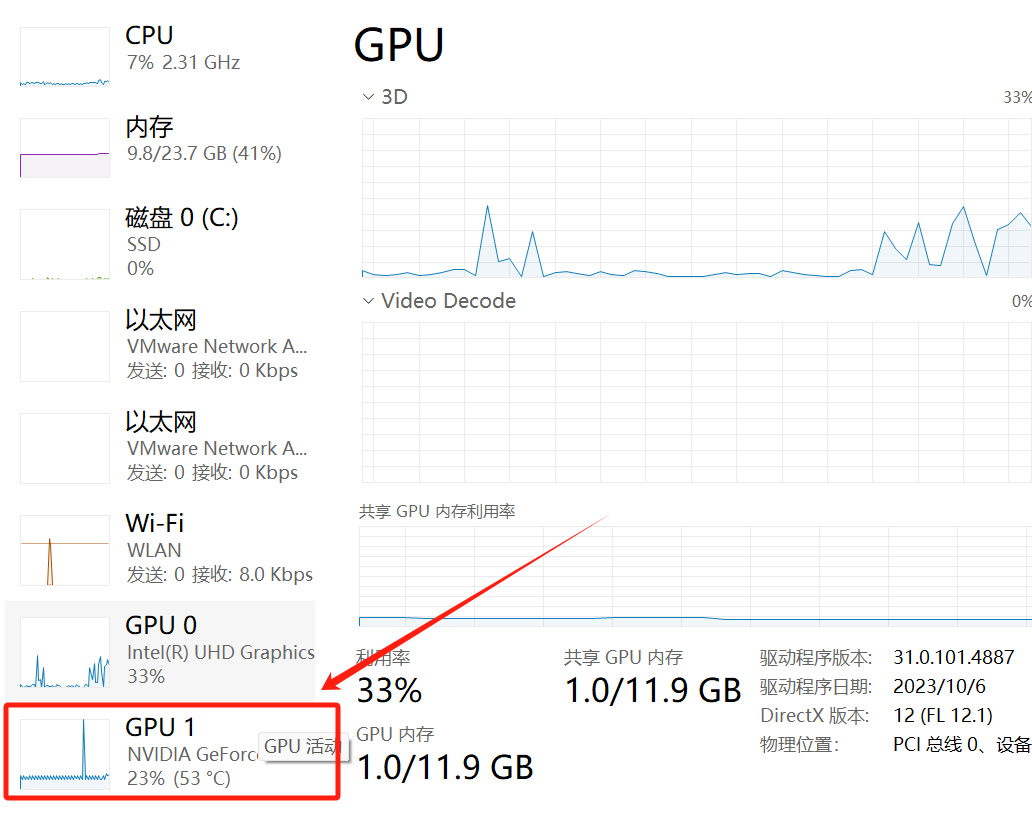 CPU
7% 2.31 GHz
内存
9.8/23.7 GB (41%)
磁盘 0 (C:)
SSD
0%
以太网
VMware Network A...
发送: 0 接收: 0 Kbps
以太网
VMware Network A...
发送: 0 接收: 0 Kbps
Wi-Fi
WLAN
发送: 0 接收: 8.0 Kbps
GPU 0
Intel(R) UHD Graphics
33%
GPU 1
NVIDIA GeForc
23% (53 °C)
GPU 活动
GPU
3D
33%
Video Decode
0%
共享 GPU 内存利用率
利用率
33%
共享 GPU 内存
1.0/11.9 GB
GPU 内存
1.0/11.9 GB
驱动程序版本: 31.0.101.4887
驱动程序日期: 2023/10/6
DirectX 版本: 12 (FL 12.1)
物理位置: PCI 总线 0、设备